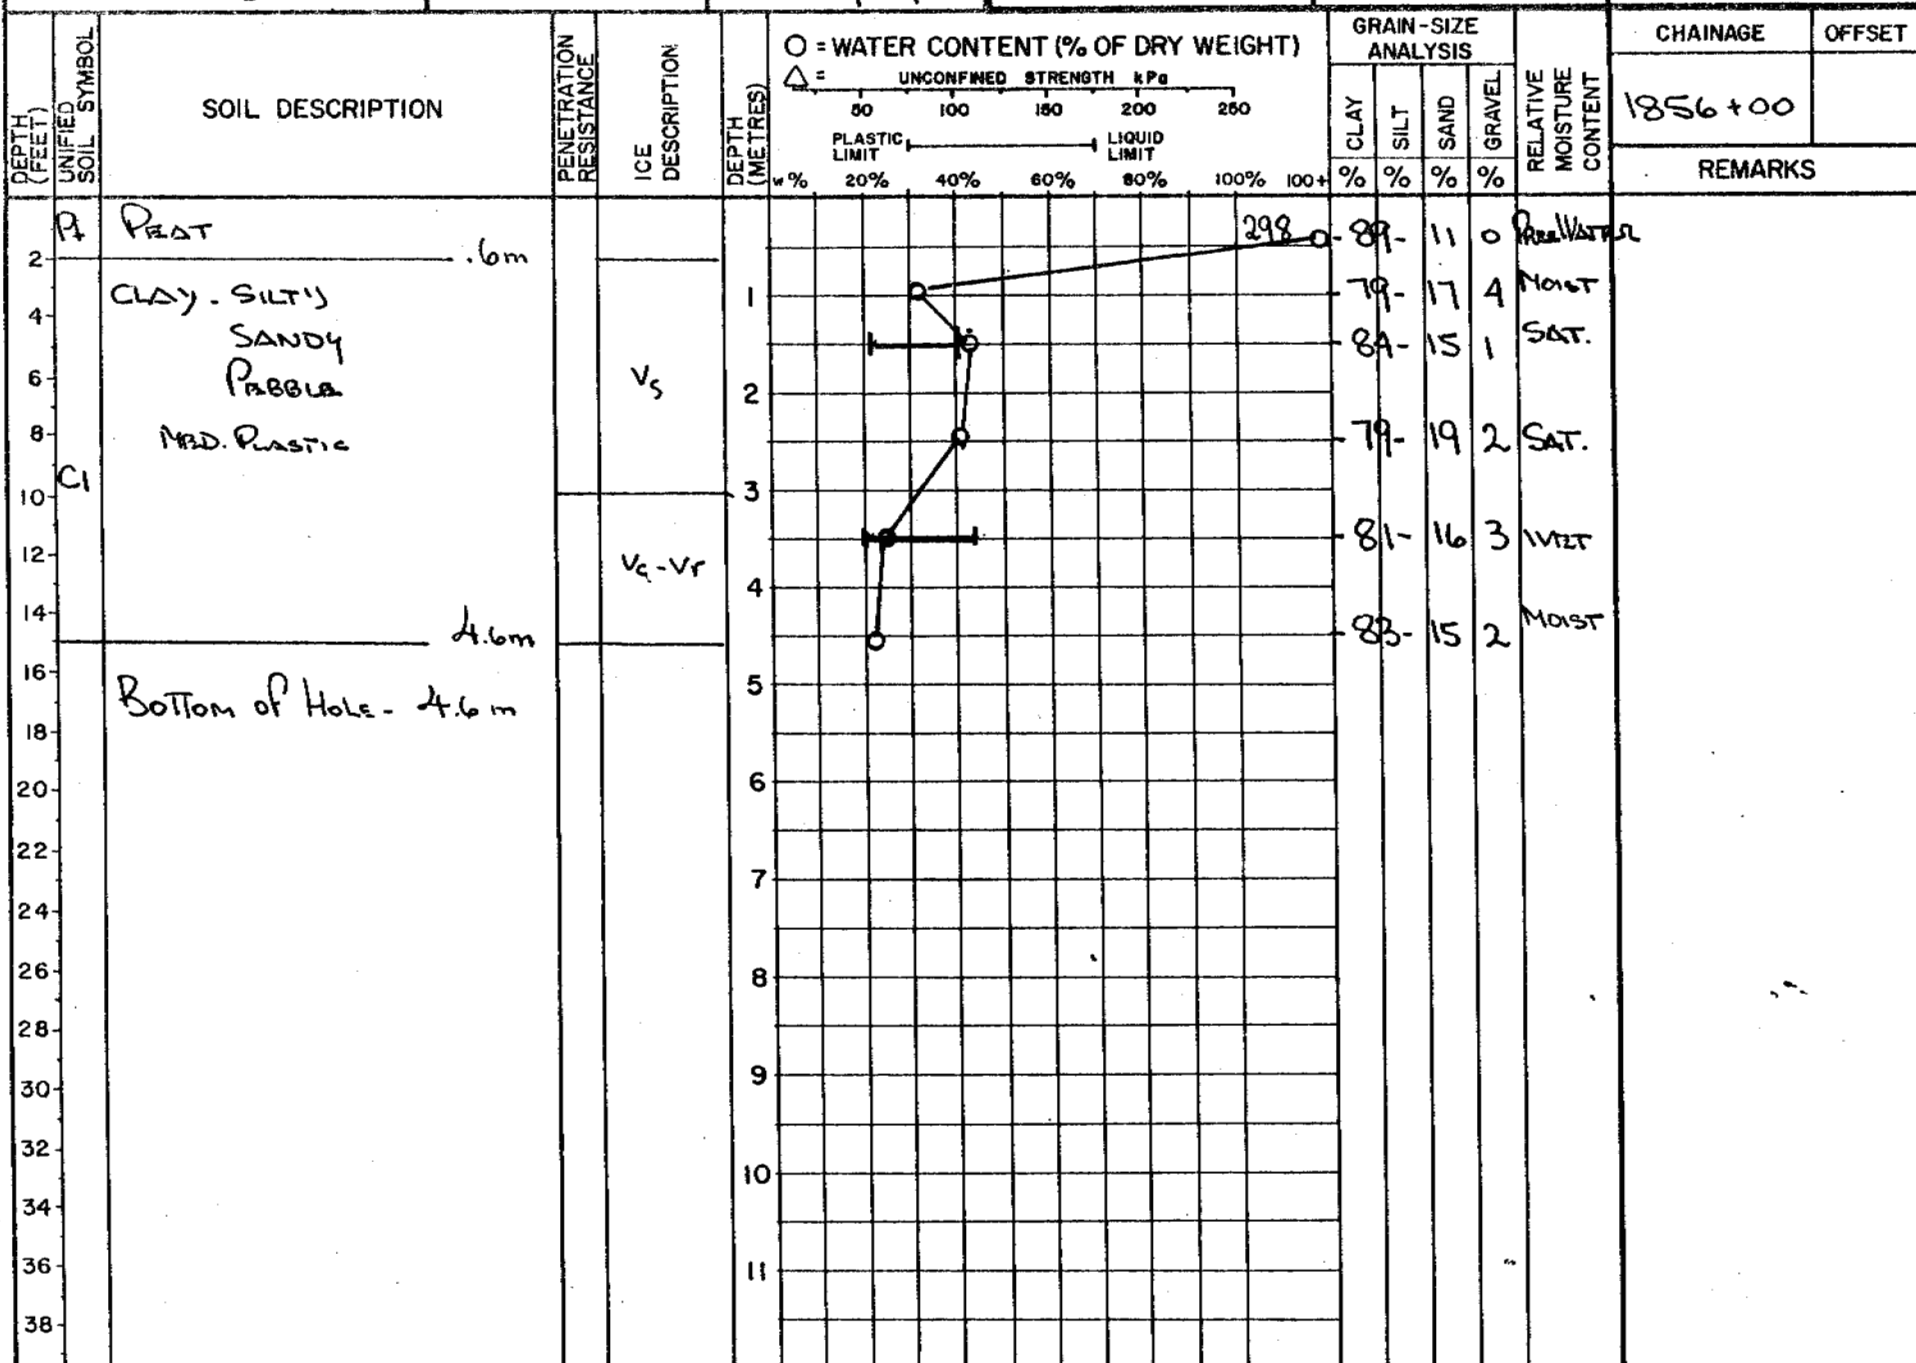 DEPTH (FEET)
UNIFIED SOIL SYMBOL
SOIL DESCRIPTION
PENETRATION RESISTANCE
ICE DESCRIPTION
DEPTH (METRES)
O = WATER CONTENT (% OF DRY WEIGHT)
△ = UNCONFINED STRENGTH kPa
50 100 150 200 250
PLASTIC LIMIT LIQUID LIMIT
w% 20% 40% 60% 80% 100% 100+
GRAIN-SIZE ANALYSIS
CLAY SILT SAND GRAVEL
% % % %
RELATIVE MOISTURE CONTENT
CHAINAGE OFFSET
1856+00
REMARKS
Pt PEAT 298 -89- 11 0 Free WATER
2 .6m
CLAY - SILTY 1 -79- 17 4 MOIST
4
SANDY -84- 15 1 SAT.
6 PEBBLE Vs 2
8 MED. PLASTIC -79- 19 2 SAT.
CI
10 3
-81- 16 3 WET
12 Vc - Vr
4
14 4.6m -83- 15 2 MOIST
16
BOTTOM of HOLE - 4.6 m 5
18
20 6
22
24 7
26
28 8
30 9
32
34 10
36 11
38